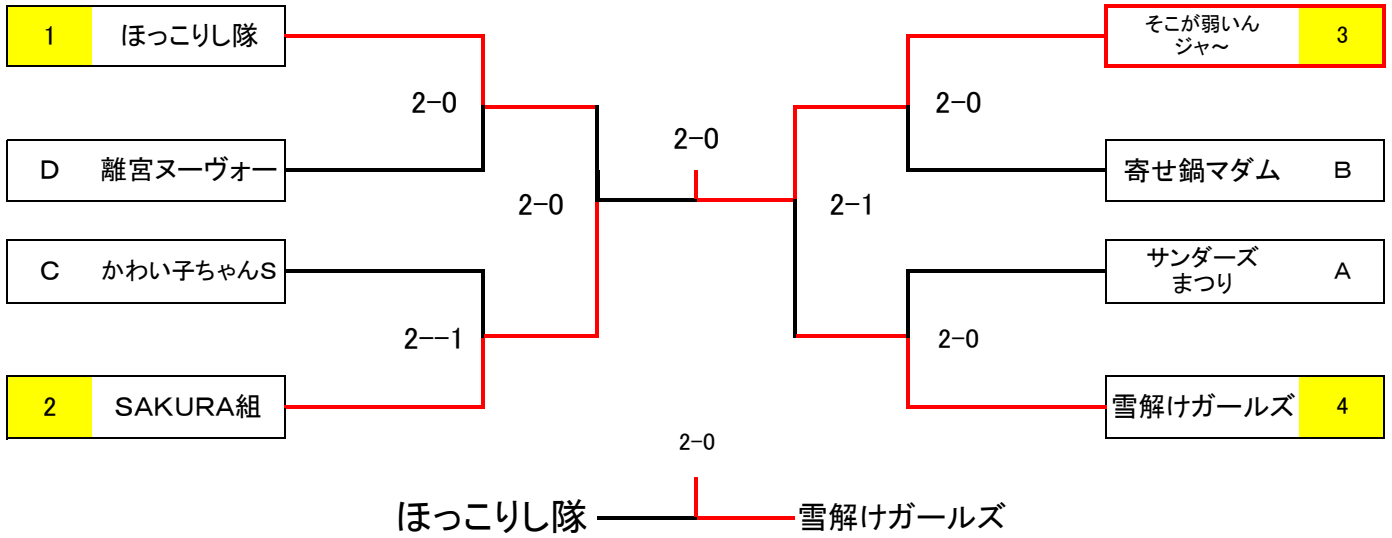 1 ほっこりし隊
2-0
D 離宮ヌーヴォー
2-0
C かわい子ちゃんS
2--1
2 SAKURA組
2-0
そこが弱いん
ジャ～ 3
2-0
寄せ鍋マダム B
2-1
サンダーズ
まつり A
2-0
雪解けガールズ 4
2-0
ほっこりし隊 雪解けガールズ